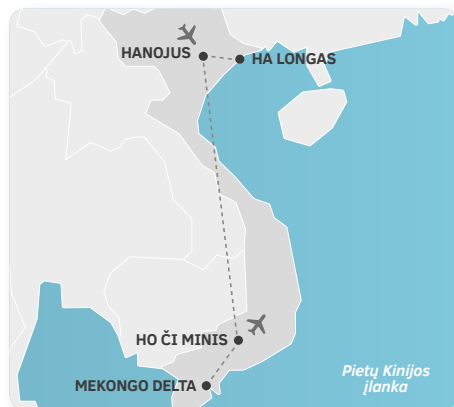 HANOJUS
HA LONGAS
HO ČI MINIS
MEKONGO DELTA
Pietų Kinijos
įlanka